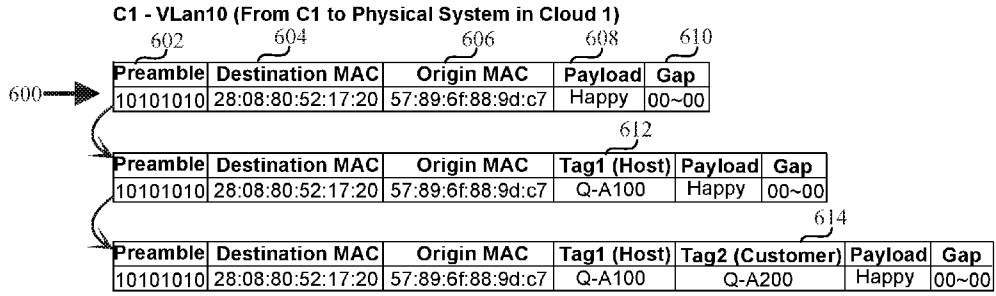 C1 - VLan10 (From C1 to Physical System in Cloud 1)
602 604 606 608 610
Preamble Destination MAC Origin MAC Payload Gap
600 10101010 28:08:80:52:17:20 57:89:6f:88:9d:c7 Happy 00~00
612
Preamble Destination MAC Origin MAC Tag1 (Host) Payload Gap
10101010 28:08:80:52:17:20 57:89:6f:88:9d:c7 Q-A100 Happy 00~00
614
Preamble Destination MAC Origin MAC Tag1 (Host) Tag2 (Customer) Payload Gap
10101010 28:08:80:52:17:20 57:89:6f:88:9d:c7 Q-A100 Q-A200 Happy 00~00